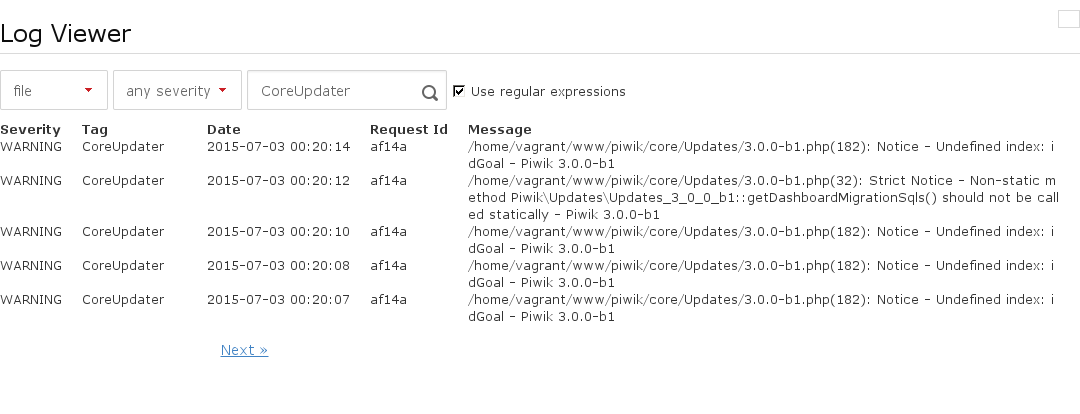 Log Viewer
file any severity CoreUpdater Use regular expressions
Severity Tag Date Request Id Message
WARNING CoreUpdater 2015-07-03 00:20:14 af14a /home/vagrant/www/piwik/core/Updates/3.0.0-b1.php(182): Notice - Undefined index: i
dGoal - Piwik 3.0.0-b1
WARNING CoreUpdater 2015-07-03 00:20:12 af14a /home/vagrant/www/piwik/core/Updates/3.0.0-b1.php(32): Strict Notice - Non-static m
ethod Piwik\Updates\Updates_3_0_0_b1::getDashboardMigrationSqls() should not be call
ed statically - Piwik 3.0.0-b1
WARNING CoreUpdater 2015-07-03 00:20:10 af14a /home/vagrant/www/piwik/core/Updates/3.0.0-b1.php(182): Notice - Undefined index: i
dGoal - Piwik 3.0.0-b1
WARNING CoreUpdater 2015-07-03 00:20:08 af14a /home/vagrant/www/piwik/core/Updates/3.0.0-b1.php(182): Notice - Undefined index: i
dGoal - Piwik 3.0.0-b1
WARNING CoreUpdater 2015-07-03 00:20:07 af14a /home/vagrant/www/piwik/core/Updates/3.0.0-b1.php(182): Notice - Undefined index: i
dGoal - Piwik 3.0.0-b1
Next »